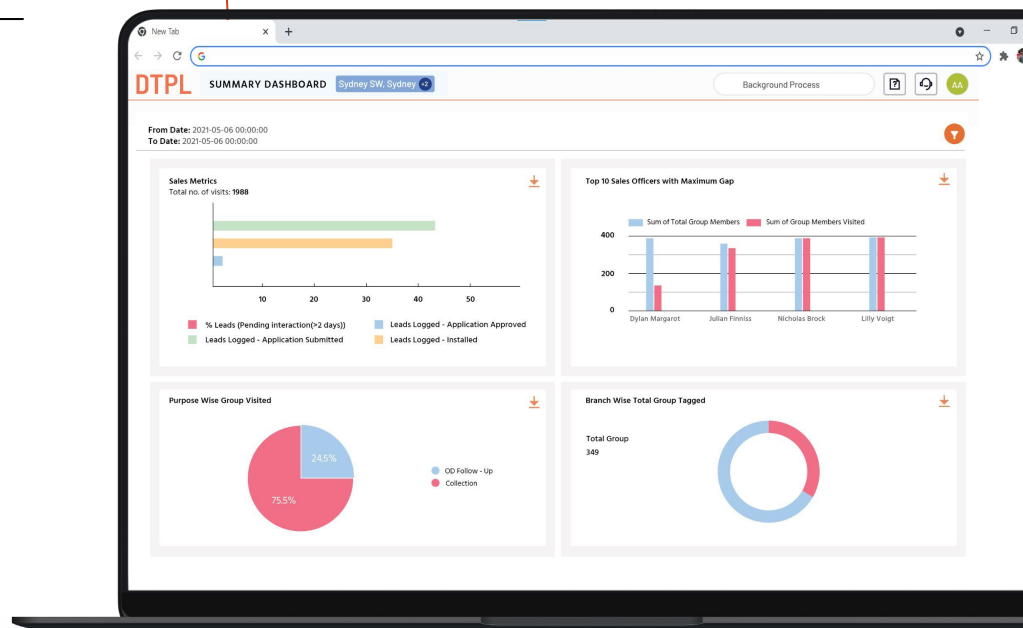 New Tab
DTPL SUMMARY DASHBOARD Sydney SW, Sydney +2 Background Process AA
From Date: 2021-05-06 00:00:00
To Date: 2021-05-06 00:00:00
Sales Metrics
Total no. of visits: 1988
10 20 30 40 50
% Leads (Pending interaction(>2 days)) Leads Logged - Application Approved
Leads Logged - Application Submitted Leads Logged - Installed
Top 10 Sales Officers with Maximum Gap
Sum of Total Group Members Sum of Group Members Visited
400
200
0
Dylan Margarot Julian Finniss Nicholas Brock Lilly Voigt
Purpose Wise Group Visited
24.5%
75.5%
OD Follow - Up
Collection
Branch Wise Total Group Tagged
Total Group
349